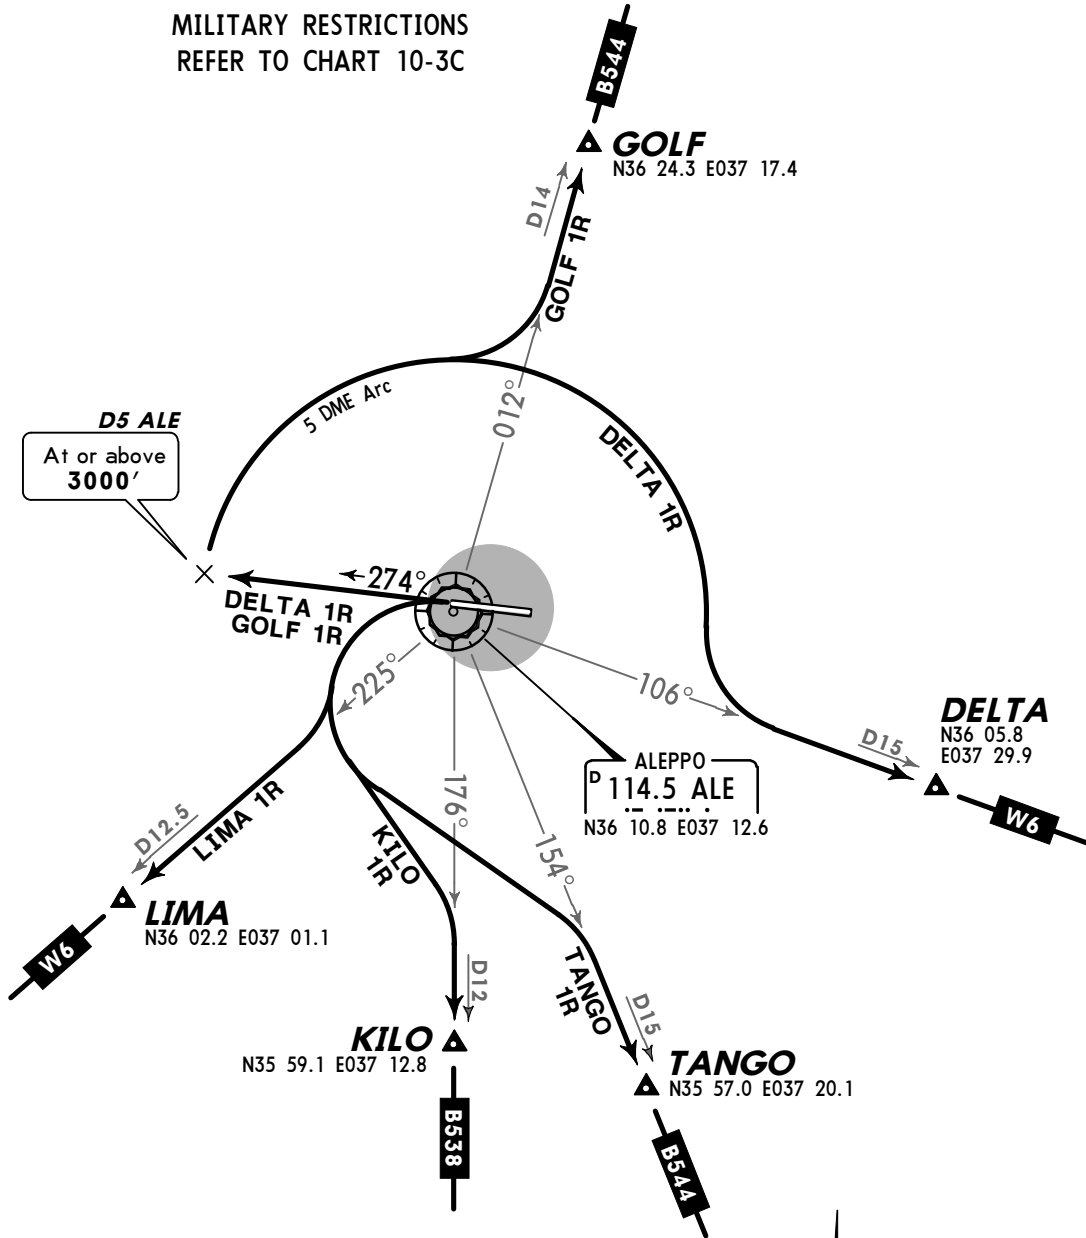 MILITARY RESTRICTIONS
REFER TO CHART 10-3C
B544
GOLF
N36 24.3 E037 17.4
D14
GOLF 1R
5 DME Arc
012°
D5 ALE
At or above
3000'
DELTA 1R
274°
DELTA 1R
GOLF 1R
225°
106°
D15
DELTA
N36 05.8
E037 29.9
W6
ALEPPO
D 114.5 ALE
N36 10.8 E037 12.6
176°
154°
D12.5
LIMA 1R
KILO
1R
LIMA
N36 02.2 E037 01.1
W6
D12
TANGO
1R
D15
KILO
N35 59.1 E037 12.8
TANGO
N35 57.0 E037 20.1
B538
B544